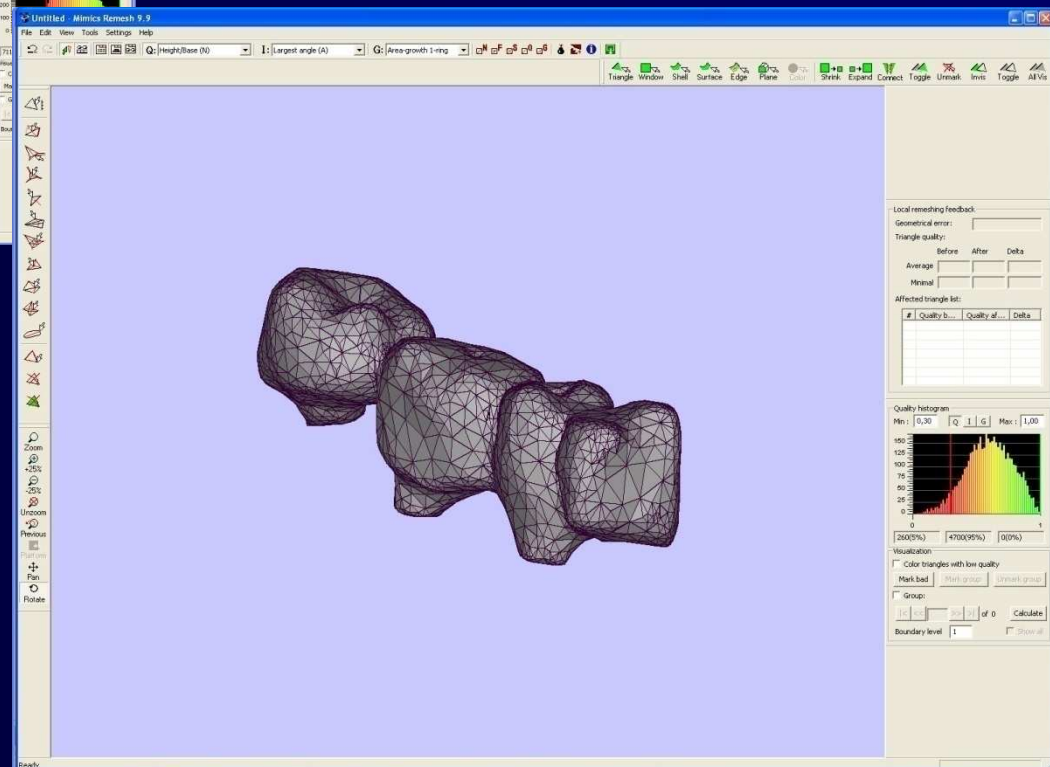 Untitled - Mimics Remesh 9.9
File Edit View Tools Settings Help
Q: Height/Base (N) I: Largest angle (A) G: Area-growth 1-ring
Triangle Window Shell Surface Edge Plane Color Shrink Expand Connect Toggle Unmark Invis Toggle All Vis
Zoom
+25%
-25%
Unzoom
Previous
Pan
Rotate
Local remeshing feedback
Geometrical error:
Triangle quality:
Before After Delta
Average
Minimal
Affected triangle list:
# Quality b... Quality af... Delta
Quality histogram
Min: 0,30 Q I G Max: 1,00
150
125
100
75
50
25
0
0 1
260(5%) 4700(95%) 0(0%)
Visualization
Color triangles with low quality
Mark bad Mark group Unmark group
Group:
|< << >> >| of 0 Calculate
Boundary level 1 Show all
Ready